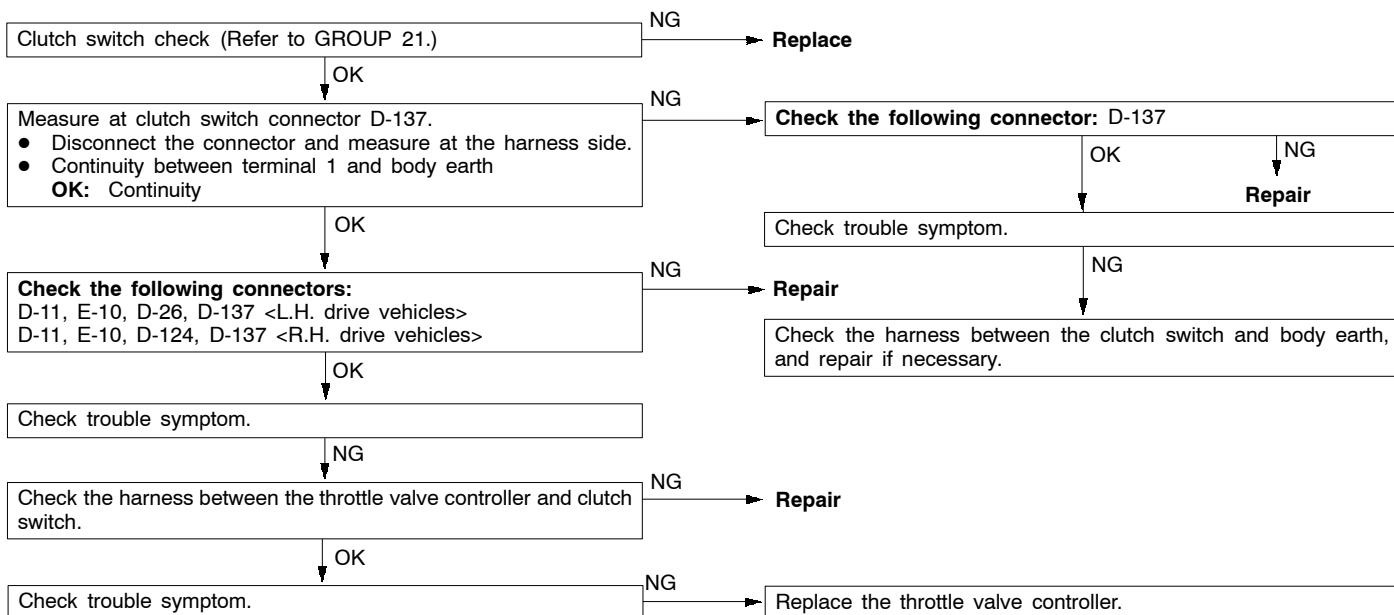 Clutch switch check (Refer to GROUP 21.)
NG
Replace
OK
Measure at clutch switch connector D-137.
● Disconnect the connector and measure at the harness side.
● Continuity between terminal 1 and body earth
OK: Continuity
NG
Check the following connector: D-137
OK
NG
Repair
Check trouble symptom.
NG
Check the harness between the clutch switch and body earth,
and repair if necessary.
OK
Check the following connectors:
D-11, E-10, D-26, D-137 <L.H. drive vehicles>
D-11, E-10, D-124, D-137 <R.H. drive vehicles>
NG
Repair
OK
Check trouble symptom.
NG
Check the harness between the throttle valve controller and clutch
switch.
NG
Repair
OK
Check trouble symptom.
NG
Replace the throttle valve controller.